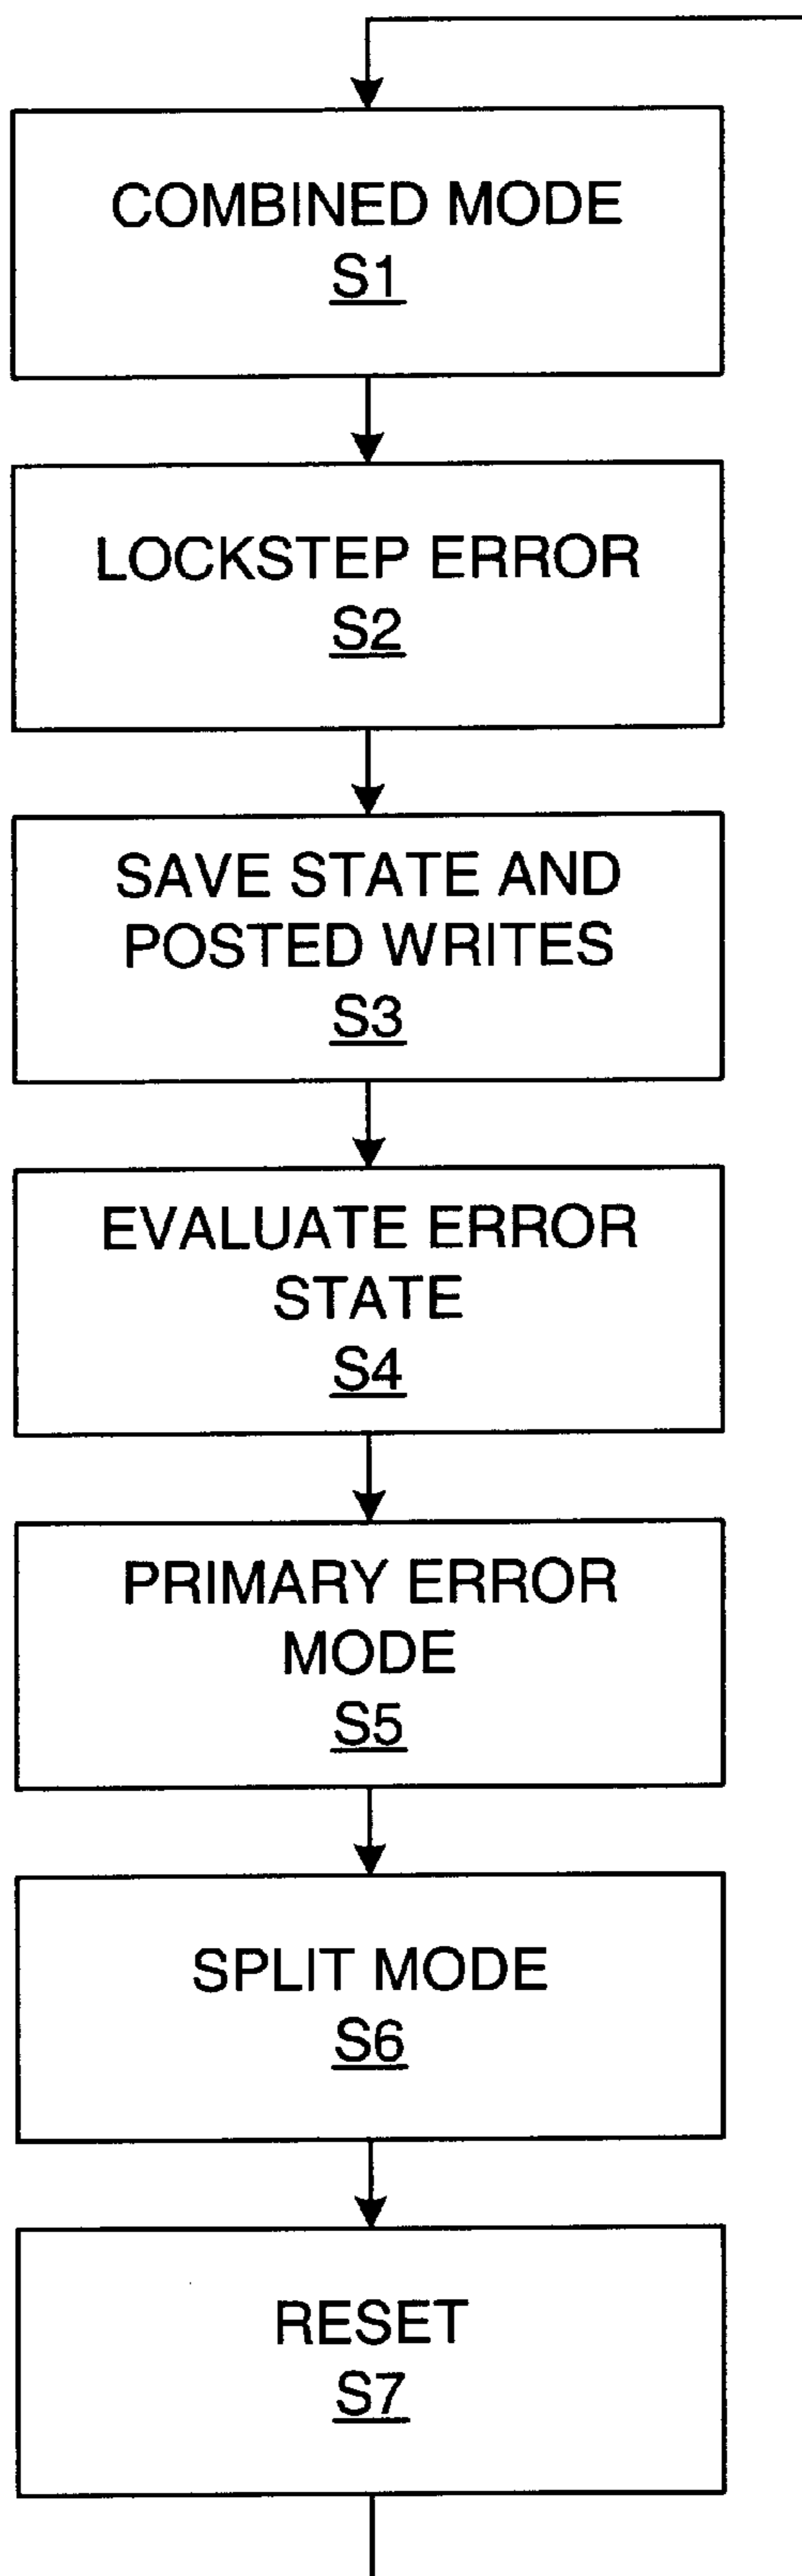 COMBINED MODE
S1
LOCKSTEP ERROR
S2
SAVE STATE AND
POSTED WRITES
S3
EVALUATE ERROR
STATE
S4
PRIMARY ERROR
MODE
S5
SPLIT MODE
S6
RESET
S7